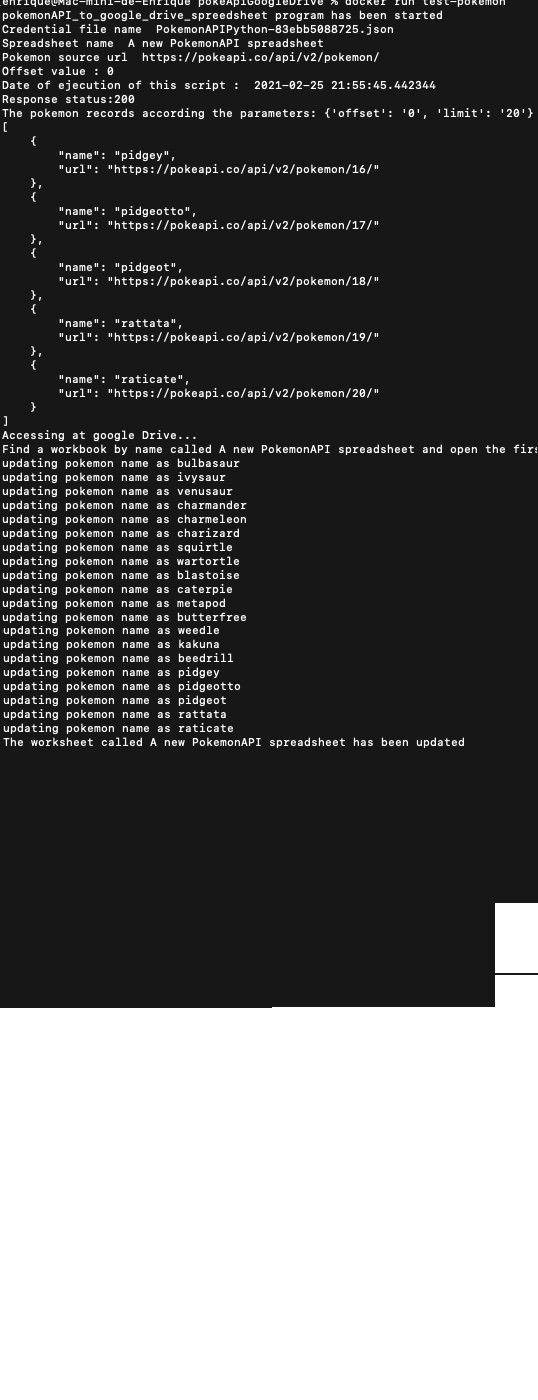 enrique@Mac-mini-de-Enrique pokeApiGoogleDrive % docker run test-pokemon
pokemonAPI_to_google_drive_spreedsheet program has been started
Credential file name  PokemonAPIPython-83ebb5088725.json
Spreadsheet name  A new PokemonAPI spreadsheet
Pokemon source url  https://pokeapi.co/api/v2/pokemon/
Offset value : 0
Date of ejecution of this script :  2021-02-25 21:55:45.442344
Response status:200
The pokemon records according the parameters: {'offset': '0', 'limit': '20'}
[
    {
        "name": "pidgey",
        "url": "https://pokeapi.co/api/v2/pokemon/16/"
    },
    {
        "name": "pidgeotto",
        "url": "https://pokeapi.co/api/v2/pokemon/17/"
    },
    {
        "name": "pidgeot",
        "url": "https://pokeapi.co/api/v2/pokemon/18/"
    },
    {
        "name": "rattata",
        "url": "https://pokeapi.co/api/v2/pokemon/19/"
    },
    {
        "name": "raticate",
        "url": "https://pokeapi.co/api/v2/pokemon/20/"
    }
]
Accessing at google Drive...
Find a workbook by name called A new PokemonAPI spreadsheet and open the
updating pokemon name as bulbasaur
updating pokemon name as ivysaur
updating pokemon name as venusaur
updating pokemon name as charmander
updating pokemon name as charmeleon
updating pokemon name as charizard
updating pokemon name as squirtle
updating pokemon name as wartortle
updating pokemon name as blastoise
updating pokemon name as caterpie
updating pokemon name as metapod
updating pokemon name as butterfree
updating pokemon name as weedle
updating pokemon name as kakuna
updating pokemon name as beedrill
updating pokemon name as pidgey
updating pokemon name as pidgeotto
updating pokemon name as pidgeot
updating pokemon name as rattata
updating pokemon name as raticate
The worksheet called A new PokemonAPI spreadsheet has been updated